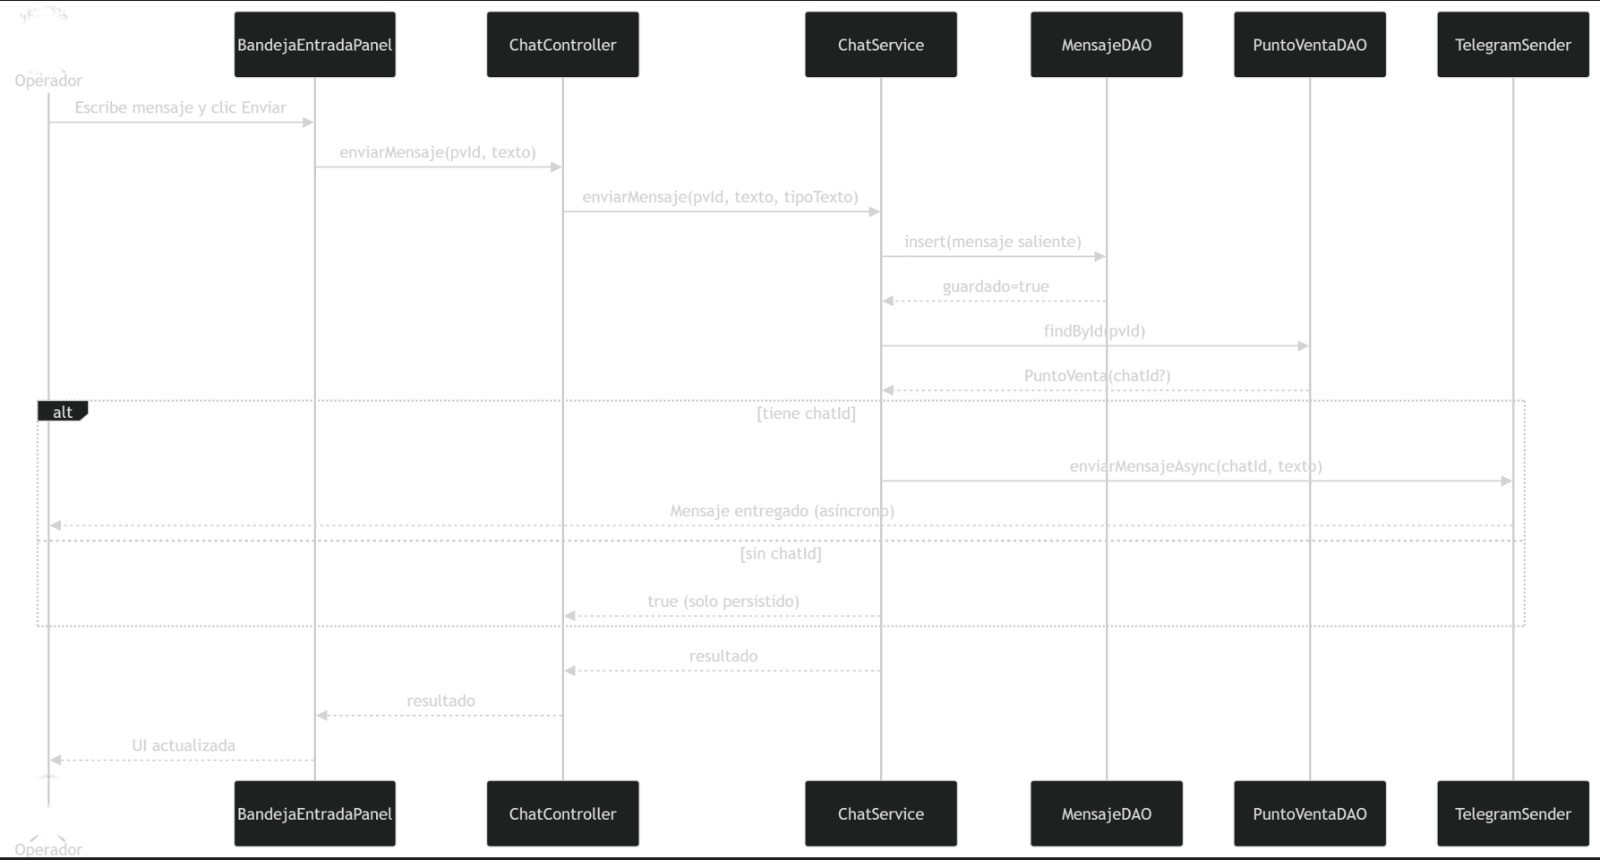 BandejaEntradaPanel
ChatController
ChatService
MensajeDAO
PuntoVentaDAO
TelegramSender
Operador
Escribe mensaje y clic Enviar
enviarMensaje(pvId, texto)
enviarMensaje(pvId, texto, tipoTexto)
insert(mensaje saliente)
guardado=true
findById(pvId)
PuntoVenta(chatId?)
alt
[tiene chatId]
enviarMensajeAsync(chatId, texto)
Mensaje entregado (asíncrono)
[sin chatId]
true (solo persistido)
resultado
resultado
UI actualizada
BandejaEntradaPanel
ChatController
ChatService
MensajeDAO
PuntoVentaDAO
TelegramSender
Operador